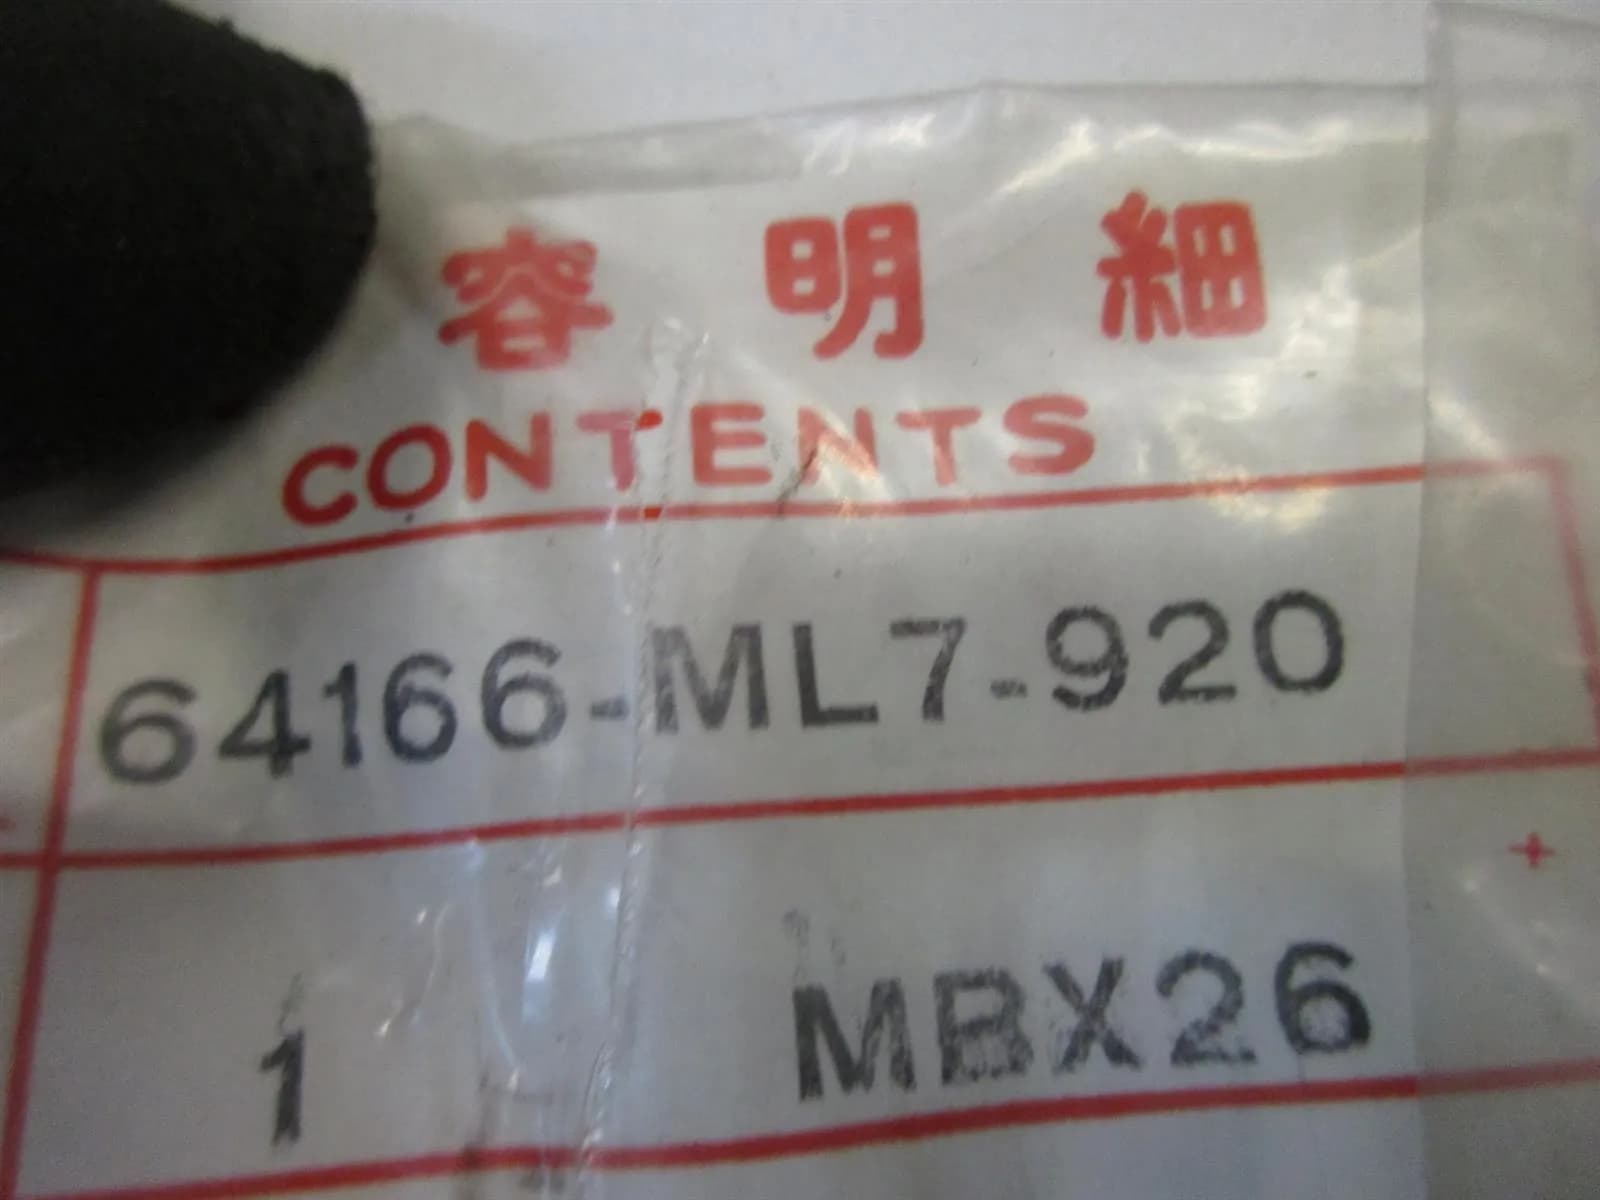 容明細
CONTENTS
64166-ML7-920
1 MBX26